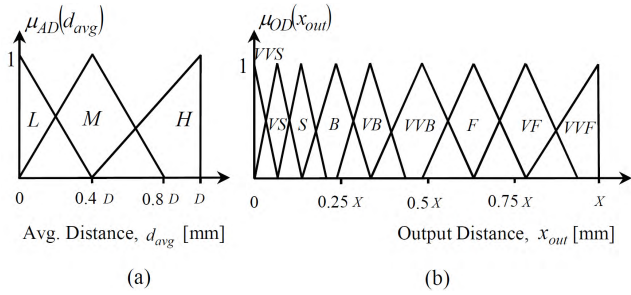 μAD(davg)
1
L M H
0 0.4 D 0.8 D D
Avg. Distance, davg [mm]
(a)
μOD(xout)
VVS
1
VS S B VB VVB F VF VVF
0 0.25 X 0.5 X 0.75 X X
Output Distance, xout [mm]
(b)